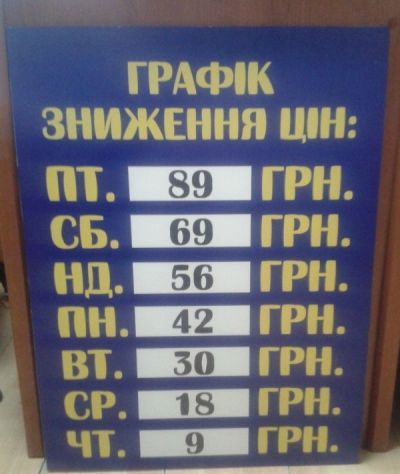 ГРАФІК
ЗНИЖЕННЯ ЦІН:
ПТ. 89 ГРН.
СБ. 69 ГРН.
НД. 56 ГРН.
ПН. 42 ГРН.
ВТ. 30 ГРН.
СР. 18 ГРН.
ЧТ. 9 ГРН.